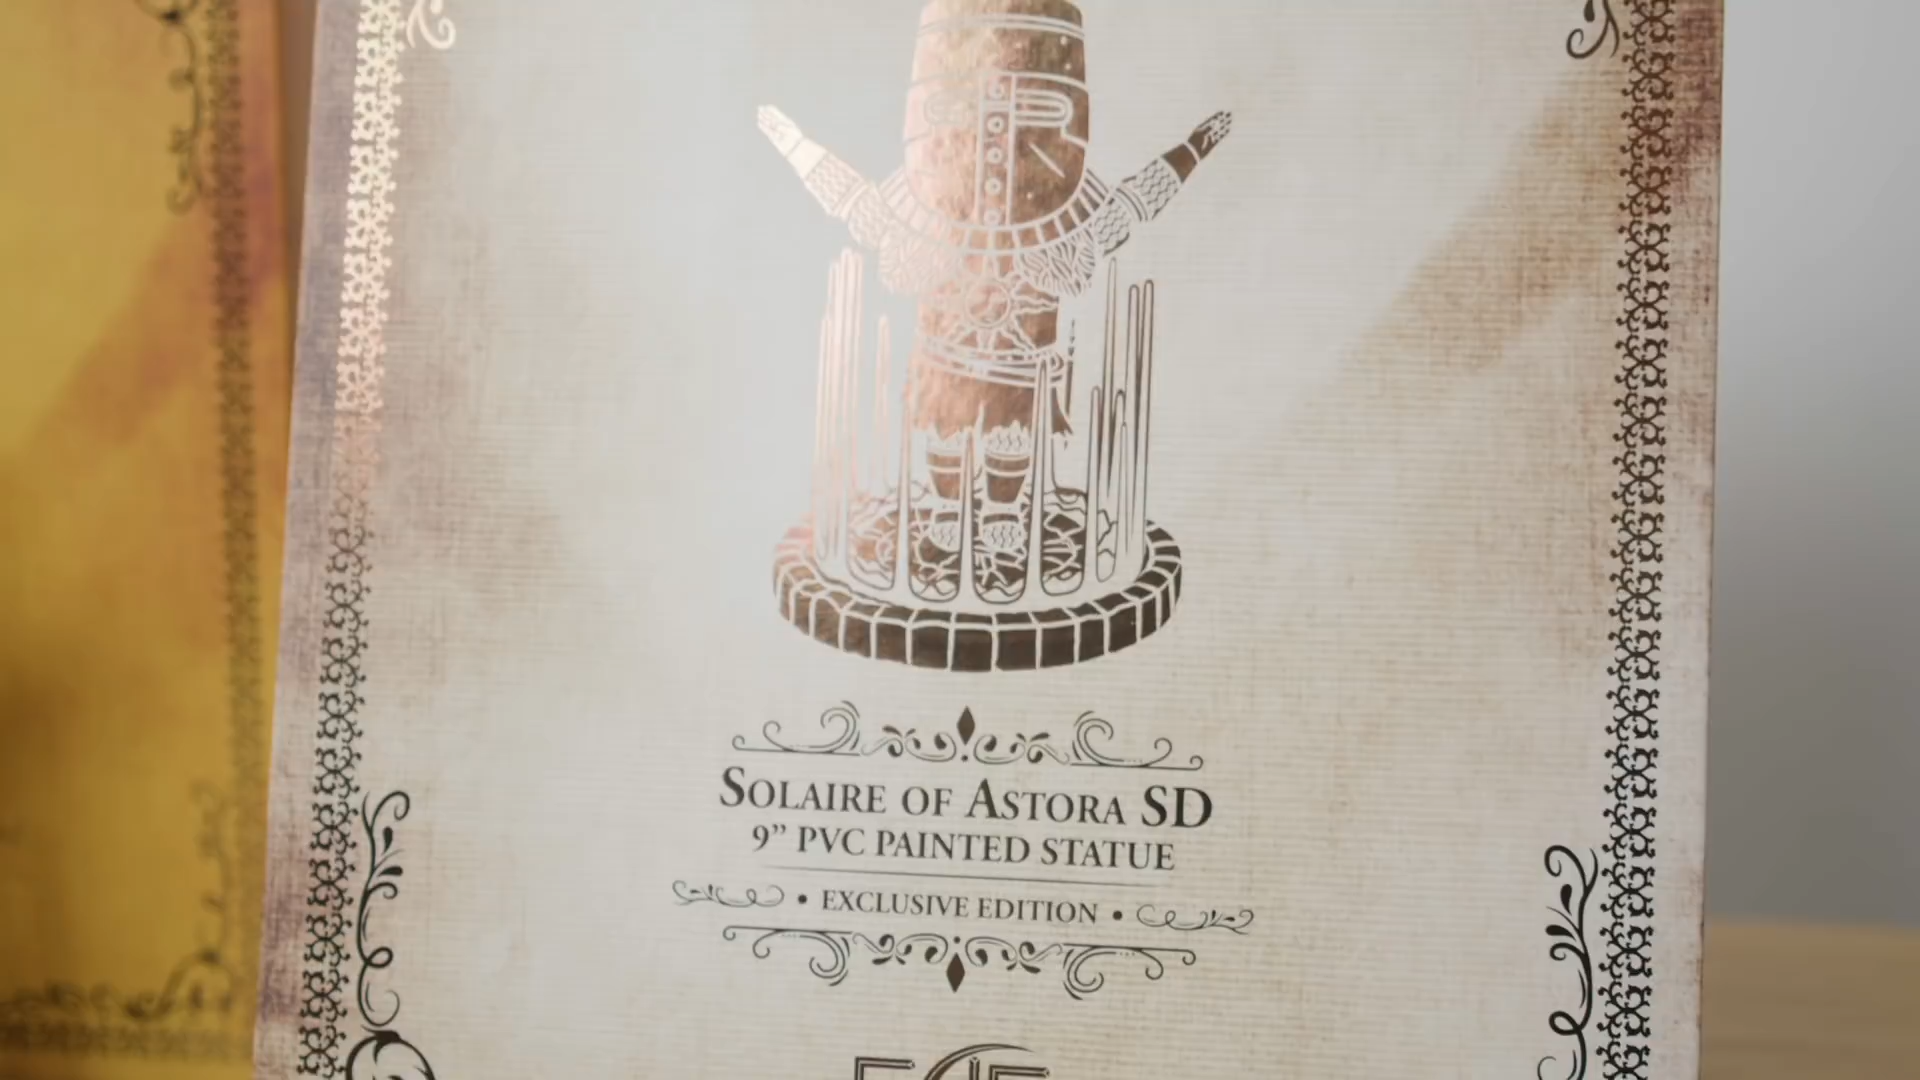 SOLAIRE OF ASTORA SD
9” PVC PAINTED STATUE
• EXCLUSIVE EDITION •